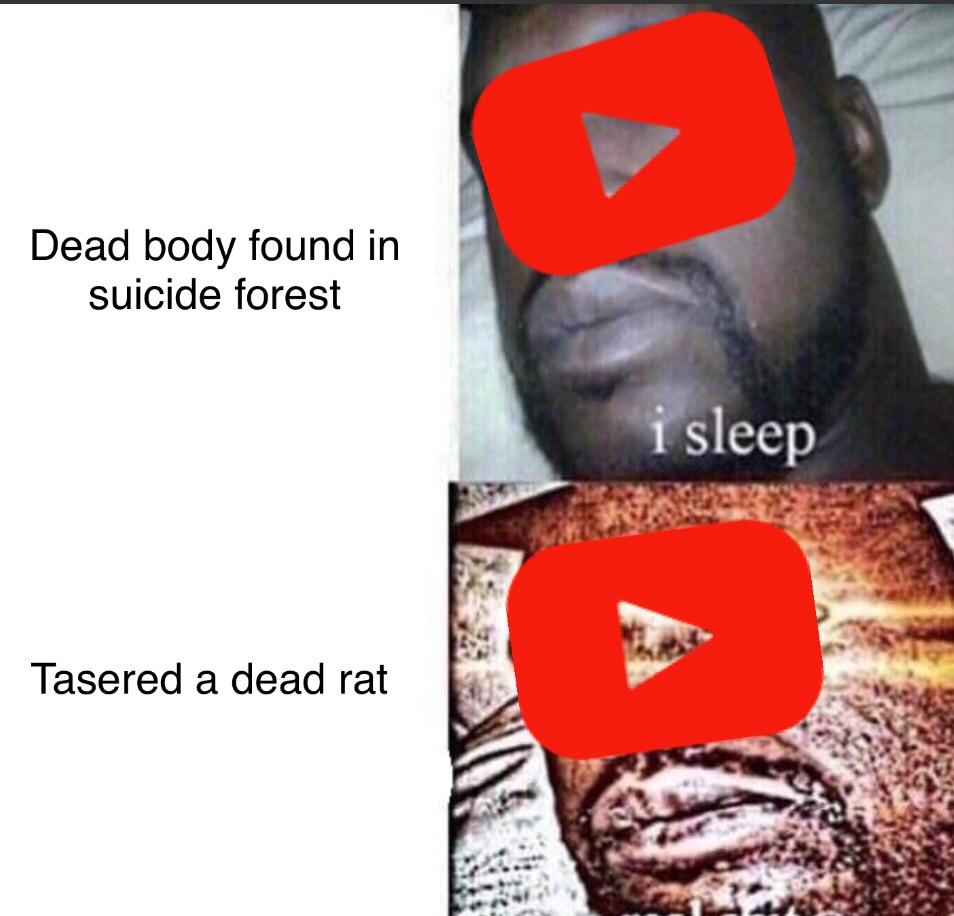 Dead body found in
suicide forest
i sleep
Tasered a dead rat